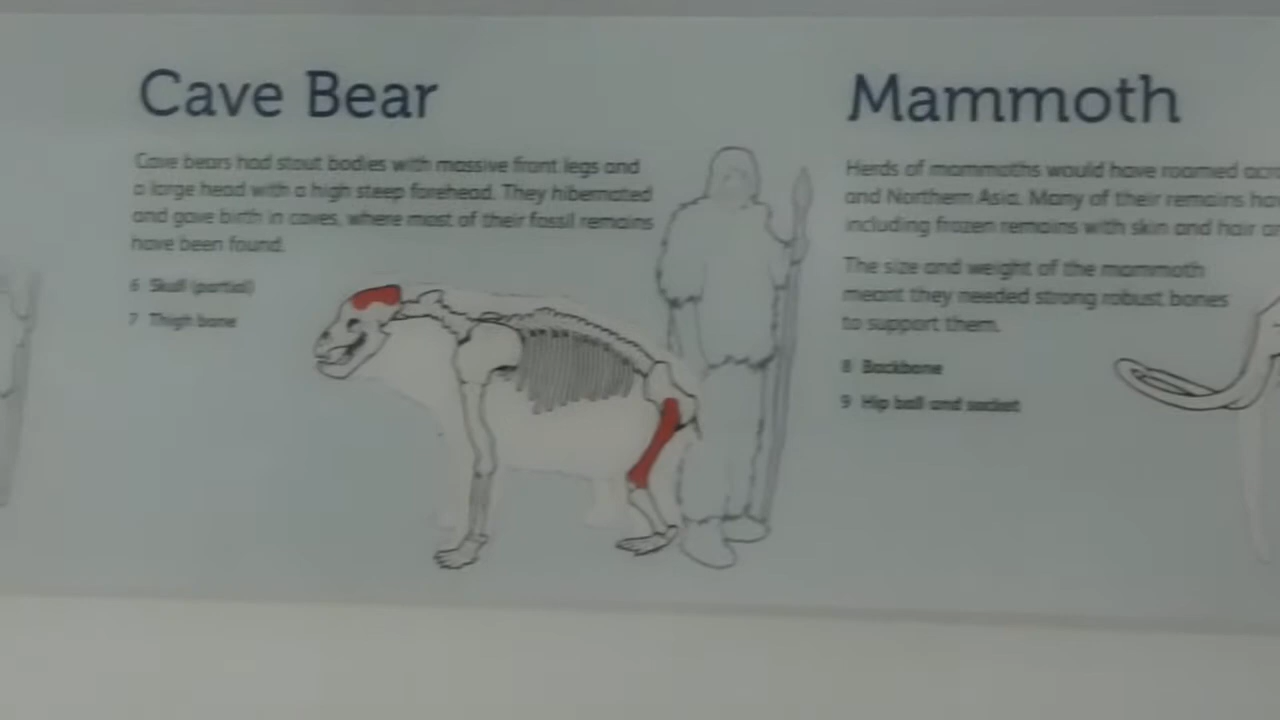 Cave Bear
Cave bears had stout bodies with massive front legs and
a large head with a high steep forehead. They hibernated
and gave birth in caves, where most of their fossil remains
have been found.
6 Skull (partial)
7 Thigh bone
Mammoth
Herds of mammoths would have roamed
and Northern Asia. Many of their remains
including frozen remains with skin and hair
The size and weight of the mammoth
meant they needed strong robust bones
to support them.
8 Backbone
9 Hip ball and socket